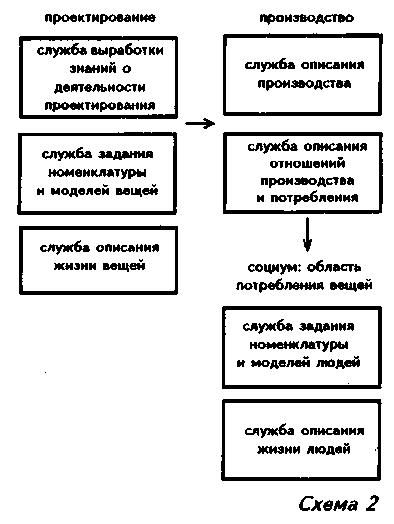 проектирование
служба выработки
знаний о
деятельности
проектирования
служба задания
номенклатуры
и моделей вещей
служба описания
жизни вещей
производство
служба описания
производства
служба описания
отношений
производства
и потребления
социум: область
потребления вещей
служба задания
номенклатуры
и моделей людей
служба описания
жизни людей
Схема 2